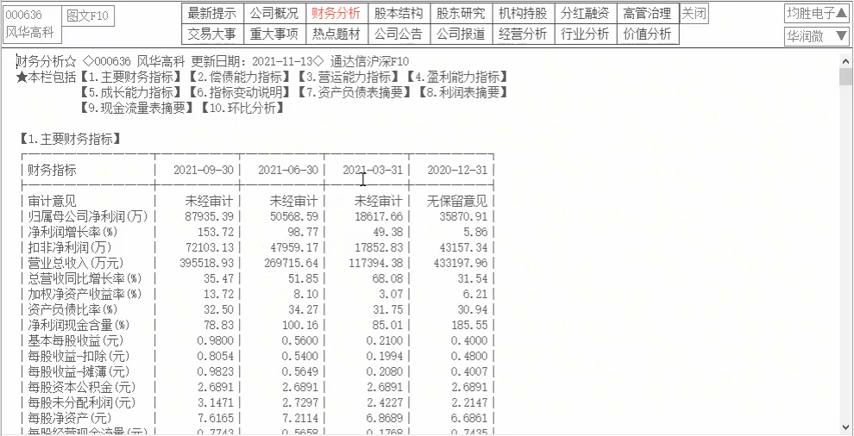 000636 图文F10 最新提示 公司概况 财务分析 股本结构 股东研究 机构持股 分红融资 高管治理 关闭 均胜电子▲
风华高科 交易大事 重大事项 热点题材 公司公告 公司报道 经营分析 行业分析 价值分析 华润微 ▼
财务分析☆ ◇000636 风华高科 更新日期：2021-11-13◇ 通达信沪深F10
★本栏包括【1.主要财务指标】【2.偿债能力指标】【3.营运能力指标】【4.盈利能力指标】
【5.成长能力指标】【6.指标变动说明】【7.资产负债表摘要】【8.利润表摘要】
【9.现金流量表摘要】【10.环比分析】
【1.主要财务指标】
财务指标 2021-09-30 2021-06-30 2021-03-31 2020-12-31
审计意见 未经审计 未经审计 未经审计 无保留意见
归属母公司净利润(万) 87935.39 50568.59 18617.66 35870.91
净利润增长率(%) 153.72 98.77 49.38 5.86
扣非净利润(万) 72103.13 47959.17 17852.83 43157.34
营业总收入(万元) 395518.93 269715.64 117394.38 433197.96
总营收同比增长率(%) 35.47 51.85 68.08 31.54
加权净资产收益率(%) 13.72 8.10 3.07 6.21
资产负债比率(%) 32.50 34.27 31.75 30.94
净利润现金含量(%) 78.83 100.16 85.01 185.55
基本每股收益(元) 0.9800 0.5600 0.2100 0.4000
每股收益-扣除(元) 0.8054 0.5400 0.1994 0.4800
每股收益-摊薄(元) 0.9823 0.5649 0.2080 0.4007
每股资本公积金(元) 2.6891 2.6891 2.6891 2.6891
每股未分配利润(元) 3.1471 2.7297 2.4227 2.2147
每股净资产(元) 7.6165 7.2114 6.8689 6.6861
每股经营现金流量(元) 0.7743 0.5658 0.1768 0.7435